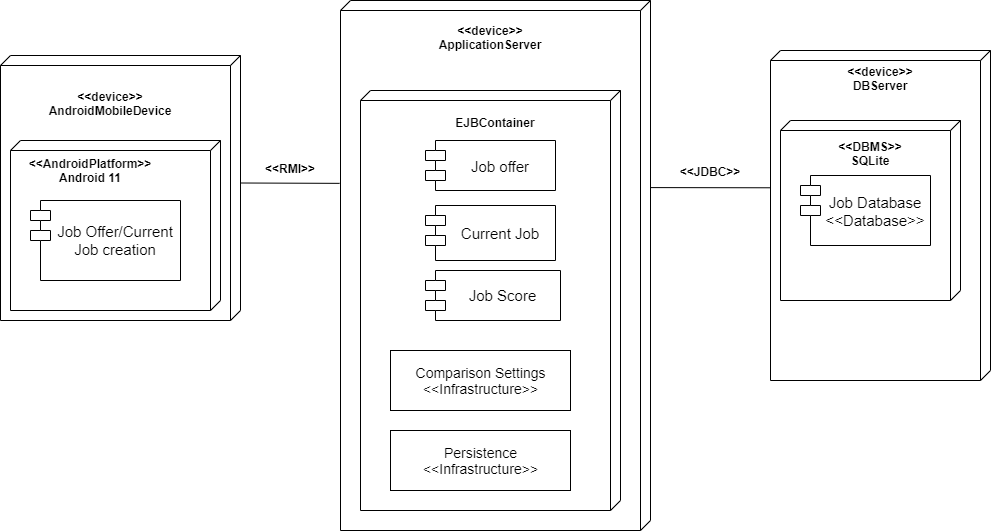 <<device>>
AndroidMobileDevice
<<AndroidPlatform>>
Android 11
Job Offer/Current
Job creation
<<RMI>>
<<device>>
ApplicationServer
EJBContainer
Job offer
Current Job
Job Score
Comparison Settings
<<Infrastructure>>
Persistence
<<Infrastructure>>
<<JDBC>>
<<device>>
DBServer
<<DBMS>>
SQLite
Job Database
<<Database>>